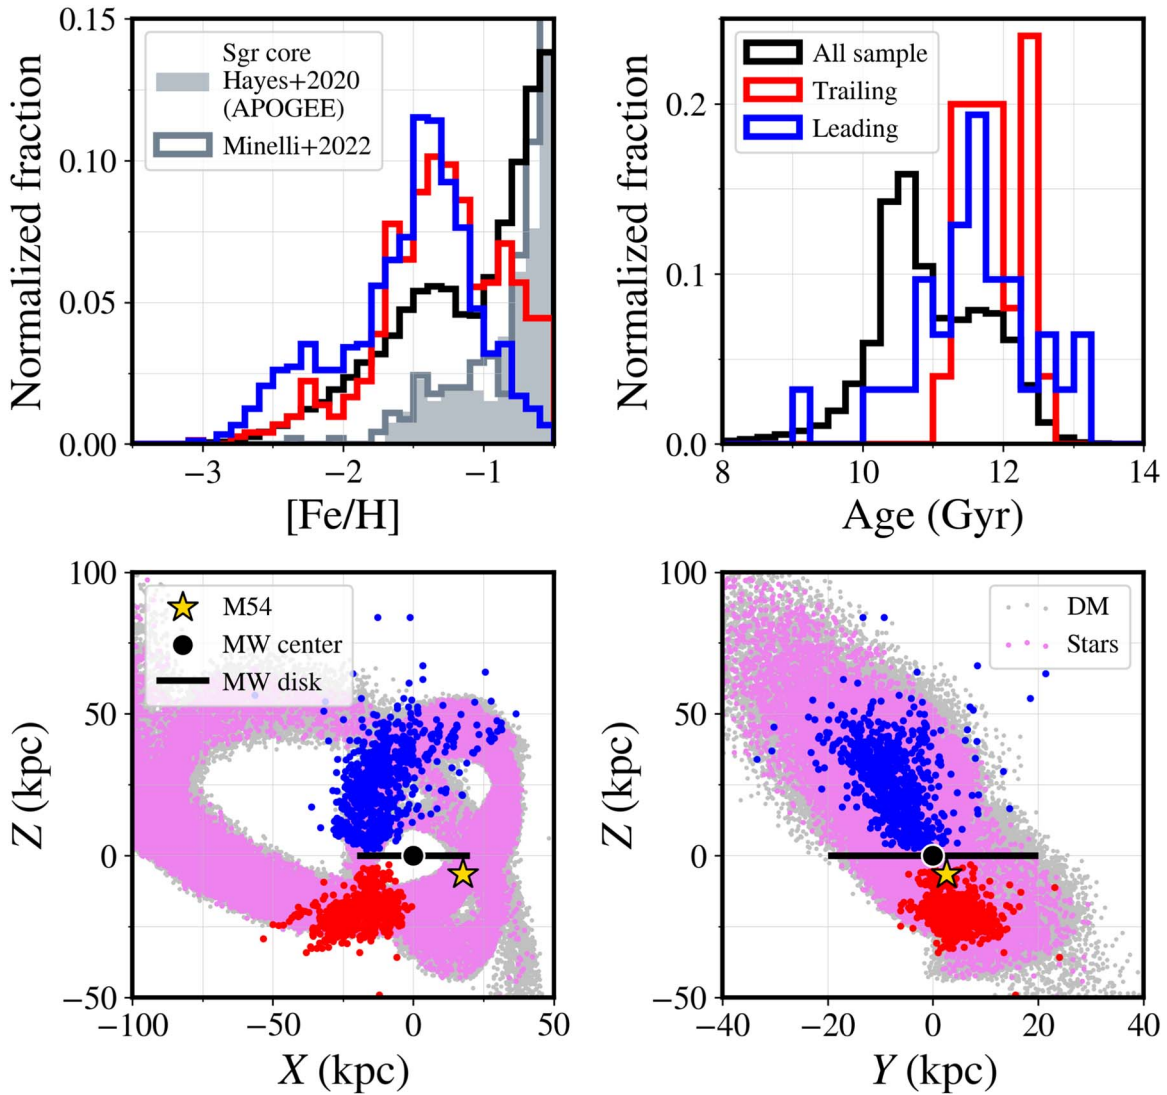 0.15
0.10
0.05
0.00
Normalized fraction
Sgr core
Hayes+2020
(APOGEE)
Minelli+2022
−3
−2
−1
[Fe/H]
0.2
0.1
0.0
Normalized fraction
All sample
Trailing
Leading
8
10
12
14
Age (Gyr)
100
50
0
−50
Z (kpc)
M54
MW center
MW disk
−100
−50
0
50
X (kpc)
100
50
0
−50
Z (kpc)
DM
Stars
−40
−20
0
20
40
Y (kpc)